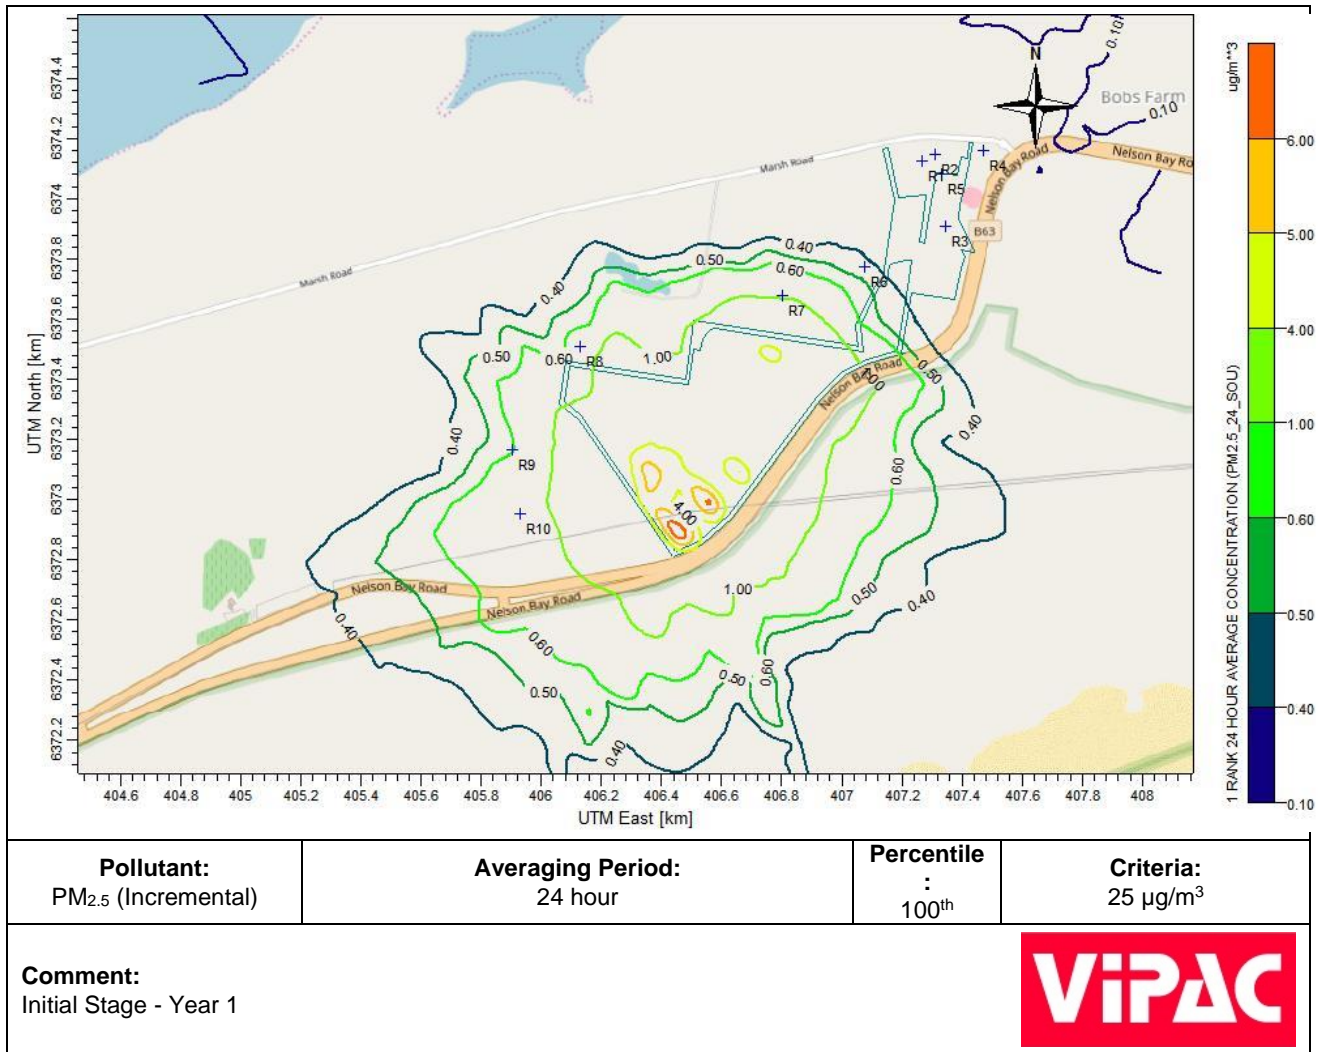 6374.4
6374.2
6374
6373.8
6373.6
6373.4
6373.2
6373
6372.8
6372.6
6372.4
6372.2
UTM North [km]
404.6 404.8 405 405.2 405.4 405.6 405.8 406 406.2 406.4 406.6 406.8 407 407.2 407.4 407.6 407.8 408
UTM East [km]
N
Bobs Farm
0.10
0.10
Marsh Road
Marsh Road
Nelson Bay Road
Nelson Bay Ro
B63
R1
R2
R4
R5
R3
R6
R7
R8
R9
R10
0.40
0.50
0.60
0.40
0.50
0.60
1.00
0.40
Nelson Bay Road
1.00
0.50
0.40
0.60
4.00
1.00
0.50
0.40
Nelson Bay Road
Nelson Bay Road
0.40
0.60
0.50
0.50
0.60
0.40
ug/m**3
6.00
5.00
4.00
1.00
0.60
0.50
0.40
0.10
1 RANK 24 HOUR AVERAGE CONCENTRATION (PM2.5_24_SOU)
Pollutant:
PM2.5 (Incremental)
Averaging Period:
24 hour
Percentile
:
100th
Criteria:
25 µg/m3
Comment:
Initial Stage - Year 1
ViPAC